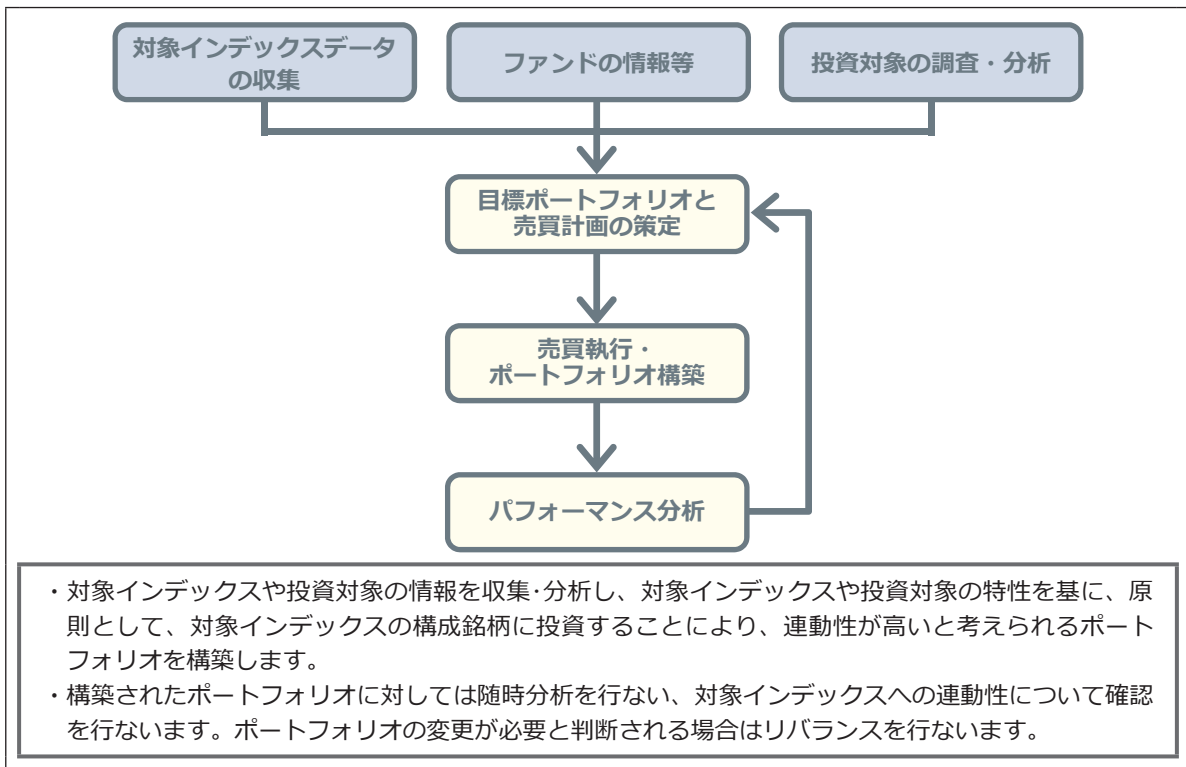 対象インデックスデータ
の収集
ファンドの情報等
投資対象の調査・分析
目標ポートフォリオと
売買計画の策定
売買執行・
ポートフォリオ構築
パフォーマンス分析
・対象インデックスや投資対象の情報を収集・分析し、対象インデックスや投資対象の特性を基に、原
則として、対象インデックスの構成銘柄に投資することにより、連動性が高いと考えられるポート
フォリオを構築します。
・構築されたポートフォリオに対しては随時分析を行ない、対象インデックスへの連動性について確認
を行ないます。ポートフォリオの変更が必要と判断される場合はリバランスを行ないます。